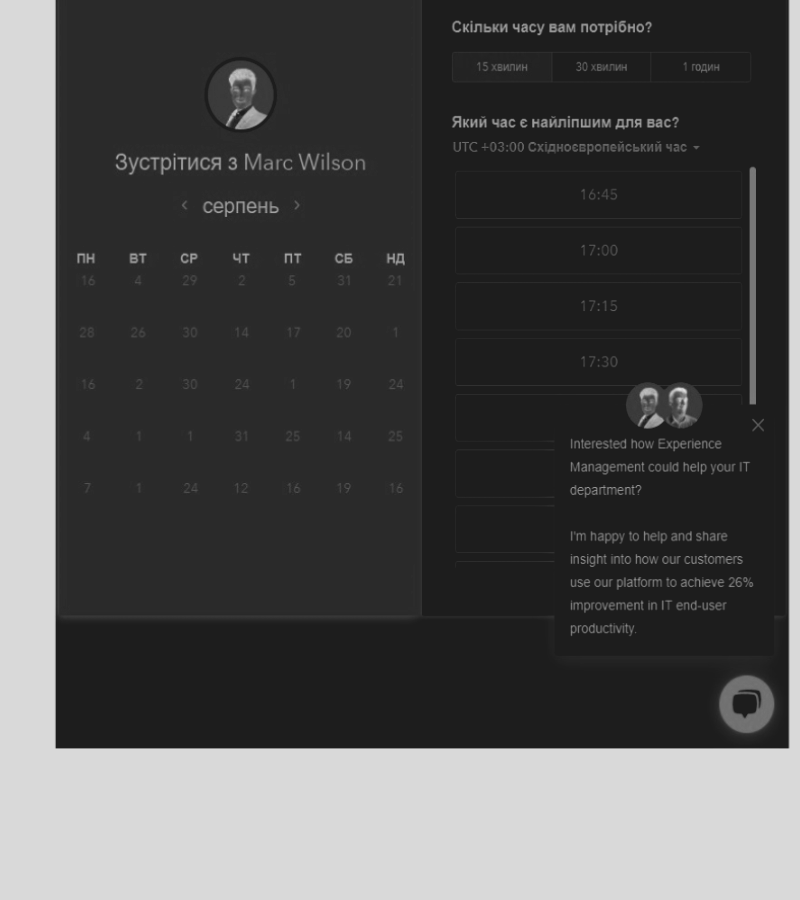 Зустрітися з Marc Wilson
серпень
ПН ВТ СР ЧТ ПТ СБ НД
16 4 29 2 5 31 21
28 26 30 14 17 20 1
16 2 30 24 1 19 24
4 1 1 31 25 14 25
7 1 24 12 16 19 16
Скільки часу вам потрібно?
15 хвилин 30 хвилин 1 годин
Який час є найліпшим для вас?
UTC +03:00 Східноєвропейський час
16:45
17:00
17:15
17:30
Interested how Experience
Management could help your IT
department?
I'm happy to help and share
insight into how our customers
use our platform to achieve 26%
improvement in IT end-user
productivity.